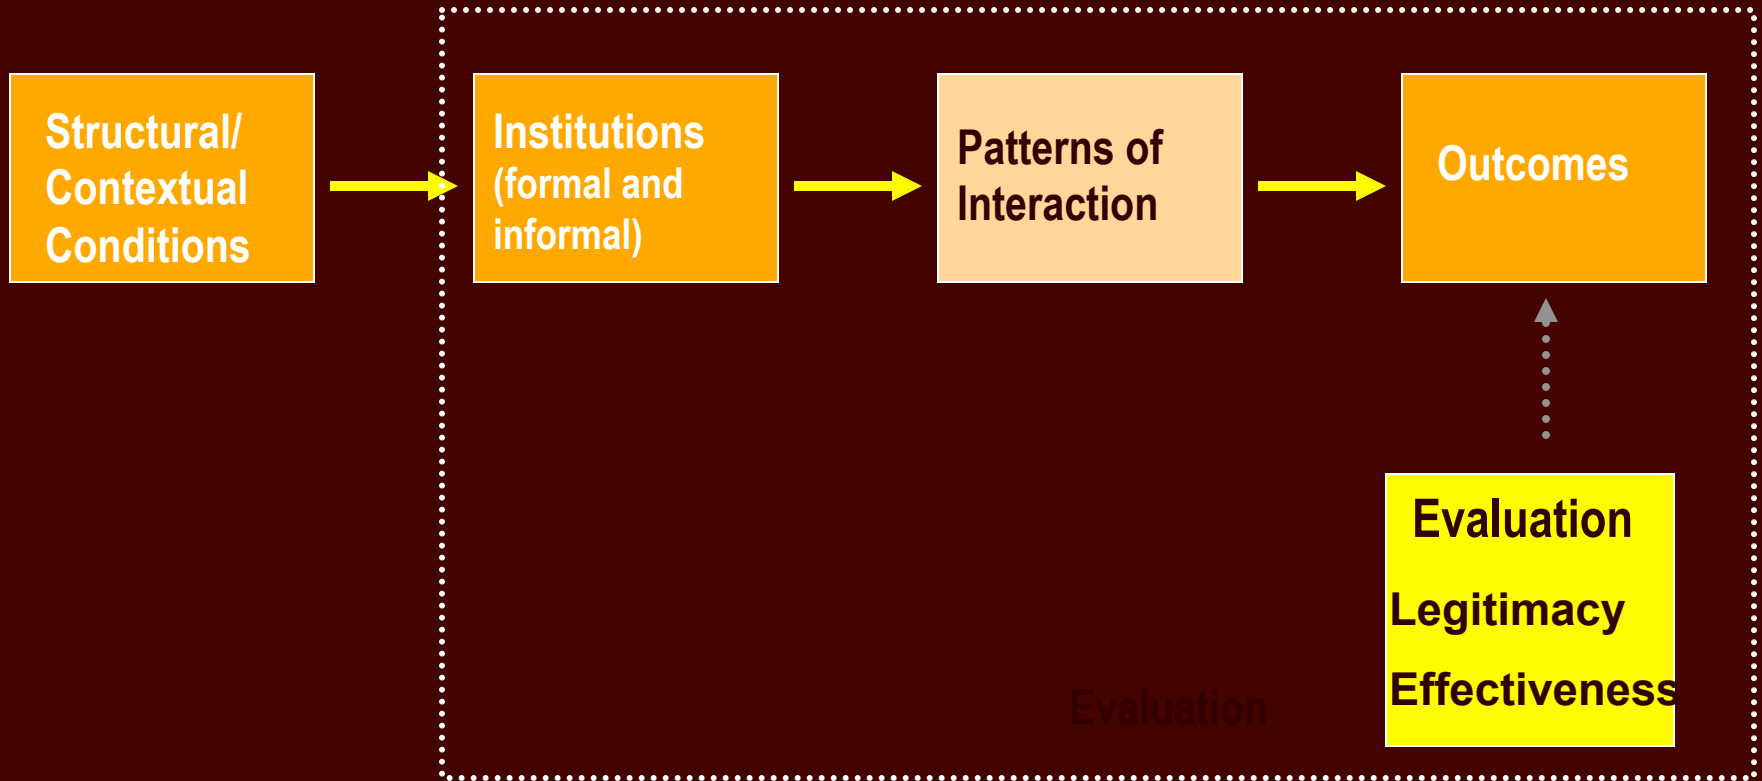 Structural/
Contextual
Conditions
Institutions
(formal and
informal)
Patterns of
Interaction
Outcomes
Evaluation
Legitimacy
Effectiveness
Evaluation